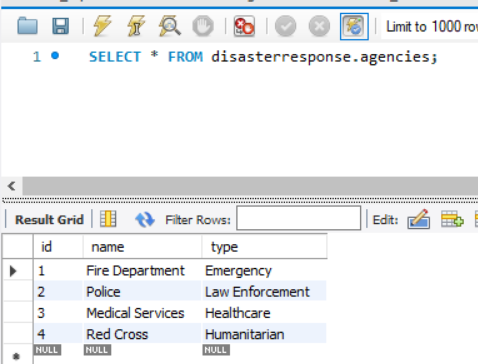 Limit to 1000 ro
1 SELECT * FROM disasterresponse.agencies;
Result Grid Filter Rows: Edit:
id name type
1 Fire Department Emergency
2 Police Law Enforcement
3 Medical Services Healthcare
4 Red Cross Humanitarian
NULL NULL NULL